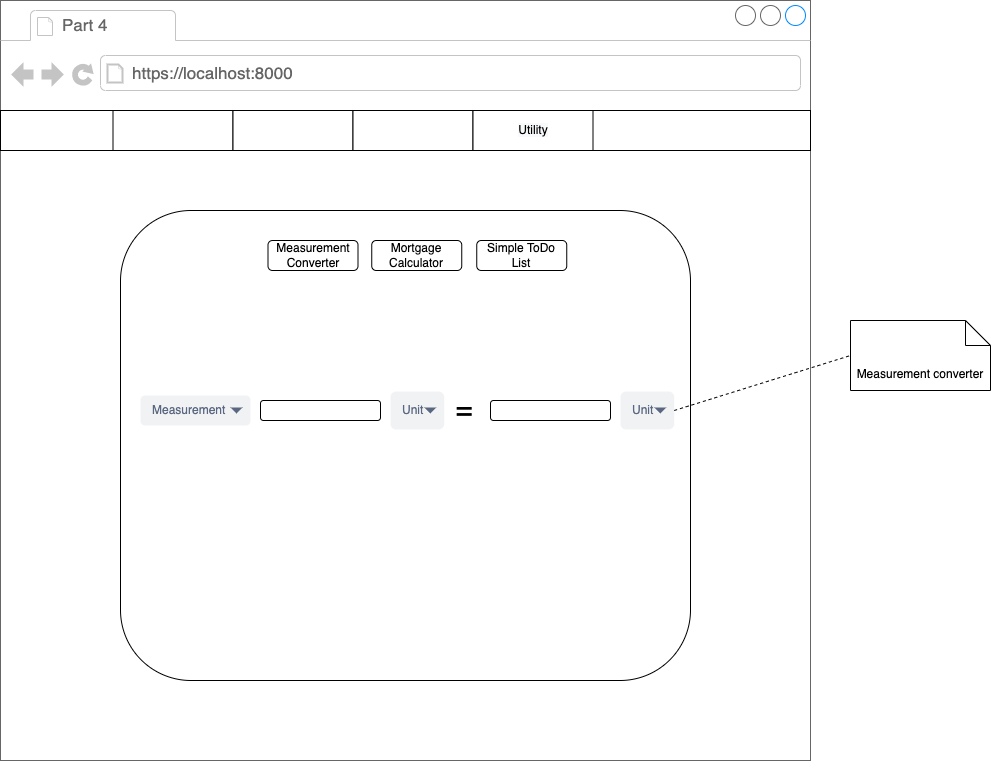 Part 4
https://localhost:8000
Utility
Measurement
Converter
Mortgage
Calculator
Simple ToDo
List
Measurement converter
Measurement
Unit
=
Unit